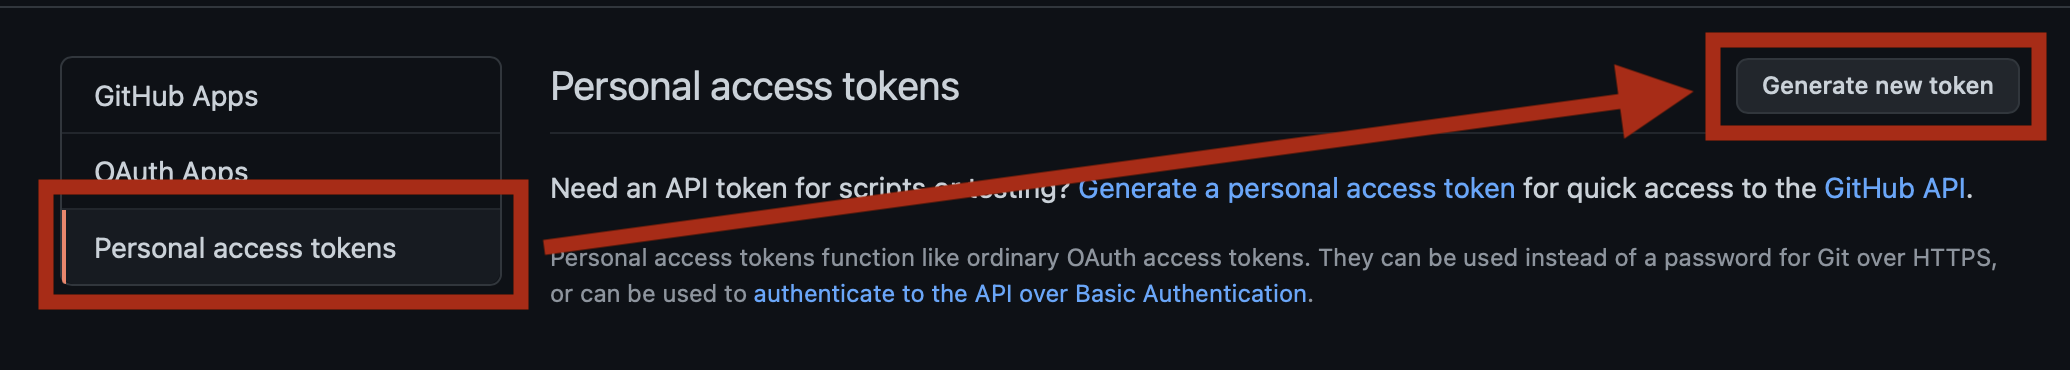 GitHub Apps
OAuth Apps
Personal access tokens
Personal access tokens
Generate new token
Need an API token for scripts or testing? Generate a personal access token for quick access to the GitHub API.
Personal access tokens function like ordinary OAuth access tokens. They can be used instead of a password for Git over HTTPS,
or can be used to authenticate to the API over Basic Authentication.